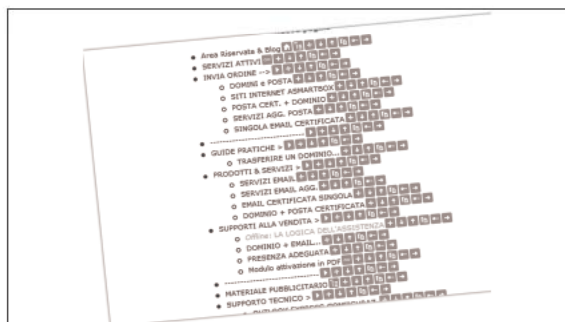 Area Riservata & Blog
SERVIZI ATTIVI
INVIA ORDINE -->
DOMINI e POSTA
SITI INTERNET ASMARTBOX
POSTA CERT. + DOMINIO
SERVIZI AGG. POSTA
SINGOLA EMAIL CERTIFICATA
------------------------
GUIDE PRATICHE >
TRASFERIRE UN DOMINIO...
PRODOTTI & SERVIZI >
SERVIZI EMAIL
SERVIZI EMAIL AGG.
EMAIL CERTIFICATA SINGOLA
DOMINIO + POSTA CERTIFICATA
SUPPORTI ALLA VENDITA >
Offline: LA LOGICA DELL'ASSISTENZA
DOMINIO + EMAIL...
PRESENZA ADEGUATA
Modulo attivazione in PDF
------------------------
MATERIALE PUBBLICITARIO
SUPPORTO TECNICO >